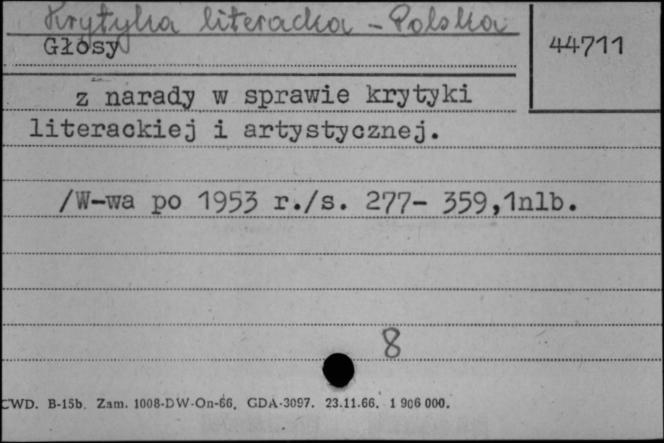 Krytyka literacka - Polska
Głosy
44711
z narady w sprawie krytyki
literackiej i artystycznej.
/W-wa po 1953 r./s. 277- 359,1nlb.
8
CWD. B-15b. Zam. 1008-DW-On-66. GDA-3097. 23.11.66. 1 906 000.